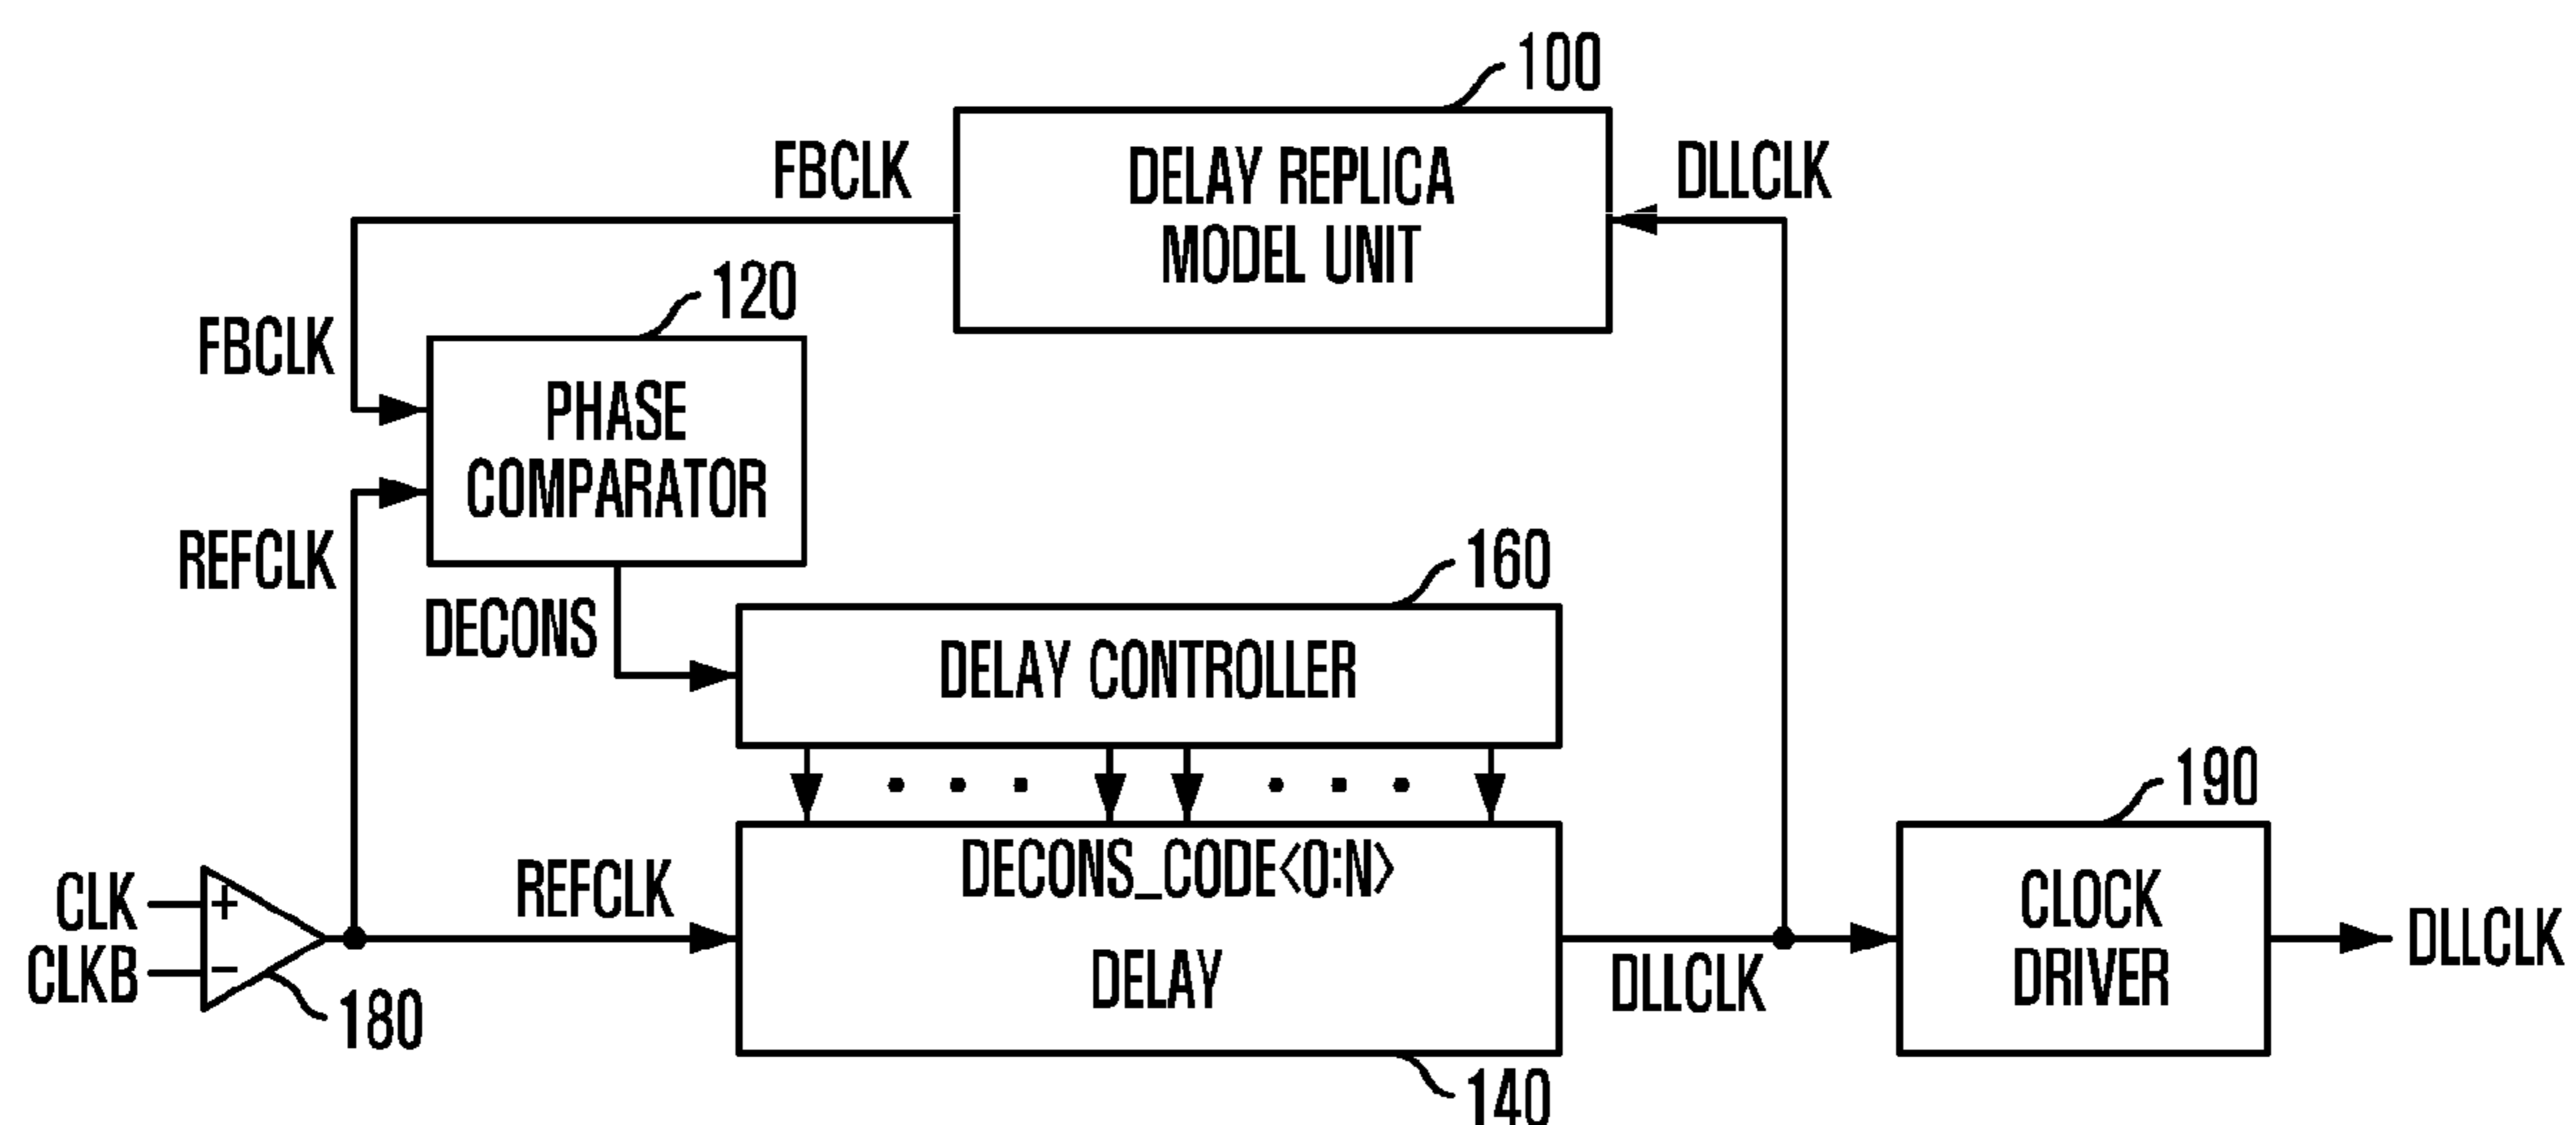 100
FBCLK
DELAY REPLICA
MODEL UNIT
DLLCLK
120
FBCLK
PHASE
COMPARATOR
REFCLK
160
DECONS
DELAY CONTROLLER
190
CLK
CLKB
+
−
180
REFCLK
DECONS_CODE<0:N>
DELAY
140
DLLCLK
CLOCK
DRIVER
DLLCLK